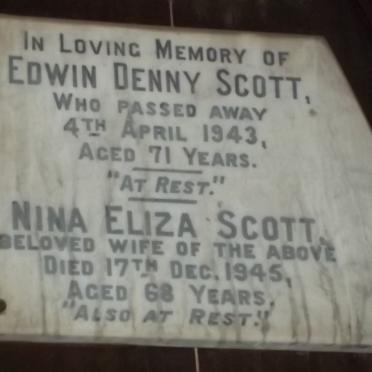 In Loving Memory of
Edwin Denny Scott,
Who passed away
4th April 1943,
Aged 71 Years.
"At Rest."
Nina Eliza Scott,
beloved wife of the above
Died 17th Dec. 1945,
Aged 68 Years.
"Also at Rest."